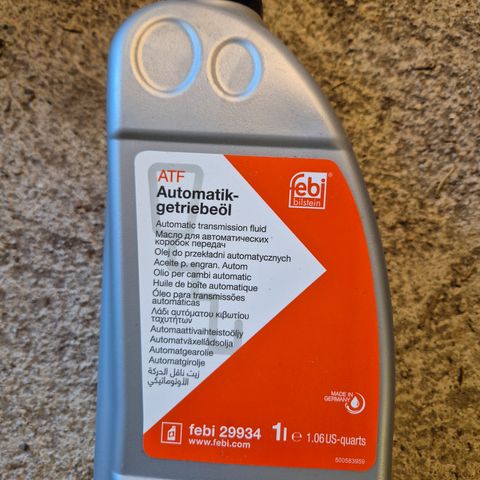 ATF
Automatik-
getriebeöl
febi
bilstein
Automatic transmission fluid
Масло для автоматических
коробок передач
Olej do przekładni automatycznych
Aceite p. engran. Autom
Olio per cambi automatic
Huile de boîte automatique
Óleo para transmissões
automáticas
Λάδι αυτόματου κιβωτίου
ταχυτήτων
Automaattivaihteistoöljy
Automatväxellådsolja
Automatgearolie
Automatgirolje
زيت ناقل الحركة
الأوتوماتيكي
MADE IN
GERMANY
febi 29934
www.febi.com
1l e 1.06 US-quarts
500583959